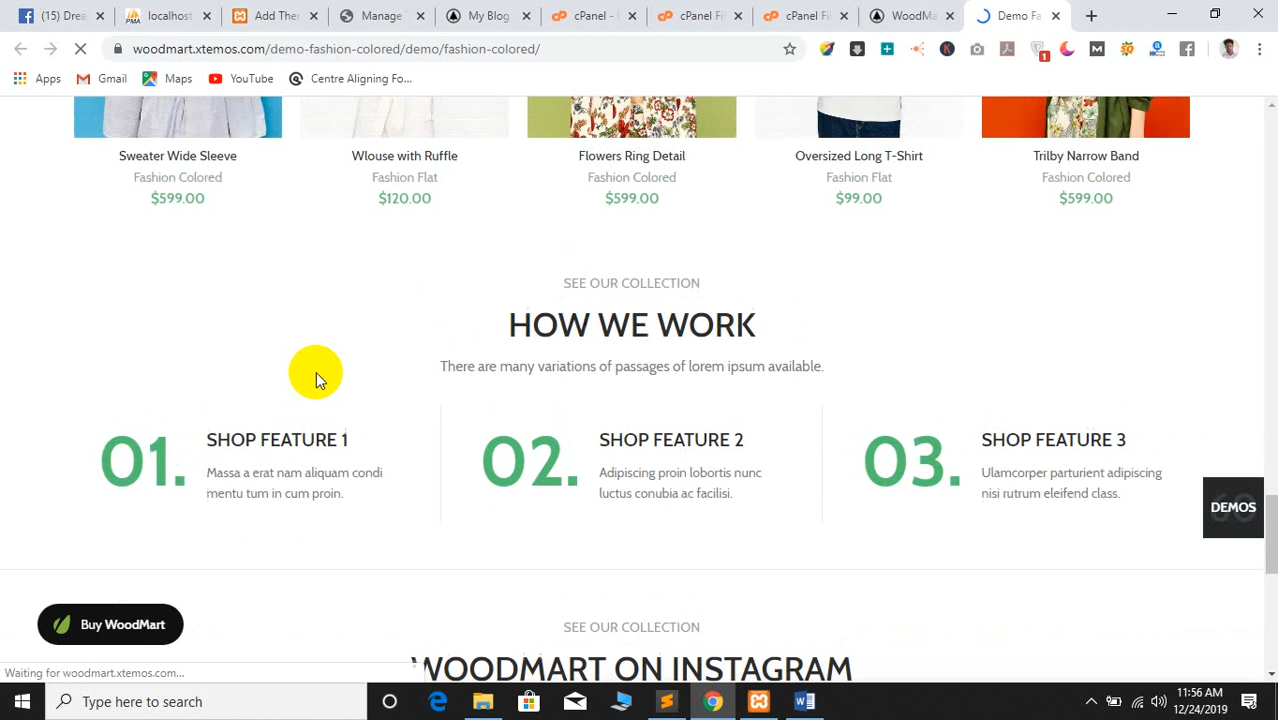 (15) Drea
localhost
Add The
Manage
My Blog
cPanel -
cPanel Fi
cPanel F
WoodMa
Demo Fa
woodmart.xtemos.com/demo-fashion-colored/demo/fashion-colored/
1
Apps
Gmail
Maps
YouTube
Centre Aligning Fo...
Sweater Wide Sleeve
Fashion Colored
$599.00
Wlouse with Ruffle
Fashion Flat
$120.00
Flowers Ring Detail
Fashion Colored
$599.00
Oversized Long T-Shirt
Fashion Flat
$99.00
Trilby Narrow Band
Fashion Colored
$599.00
SEE OUR COLLECTION
HOW WE WORK
There are many variations of passages of lorem ipsum available.
01.
SHOP FEATURE 1
Massa a erat nam aliquam condi
mentu tum in cum proin.
02.
SHOP FEATURE 2
Adipiscing proin lobortis nunc
luctus conubia ac facilisi.
03.
SHOP FEATURE 3
Ulamcorper parturient adipiscing
nisi rutrum eleifend class.
60
DEMOS
Buy WoodMart
SEE OUR COLLECTION
WOODMART ON INSTAGRAM
Waiting for woodmart.xtemos.com...
Type here to search
11:56 AM
12/24/2019